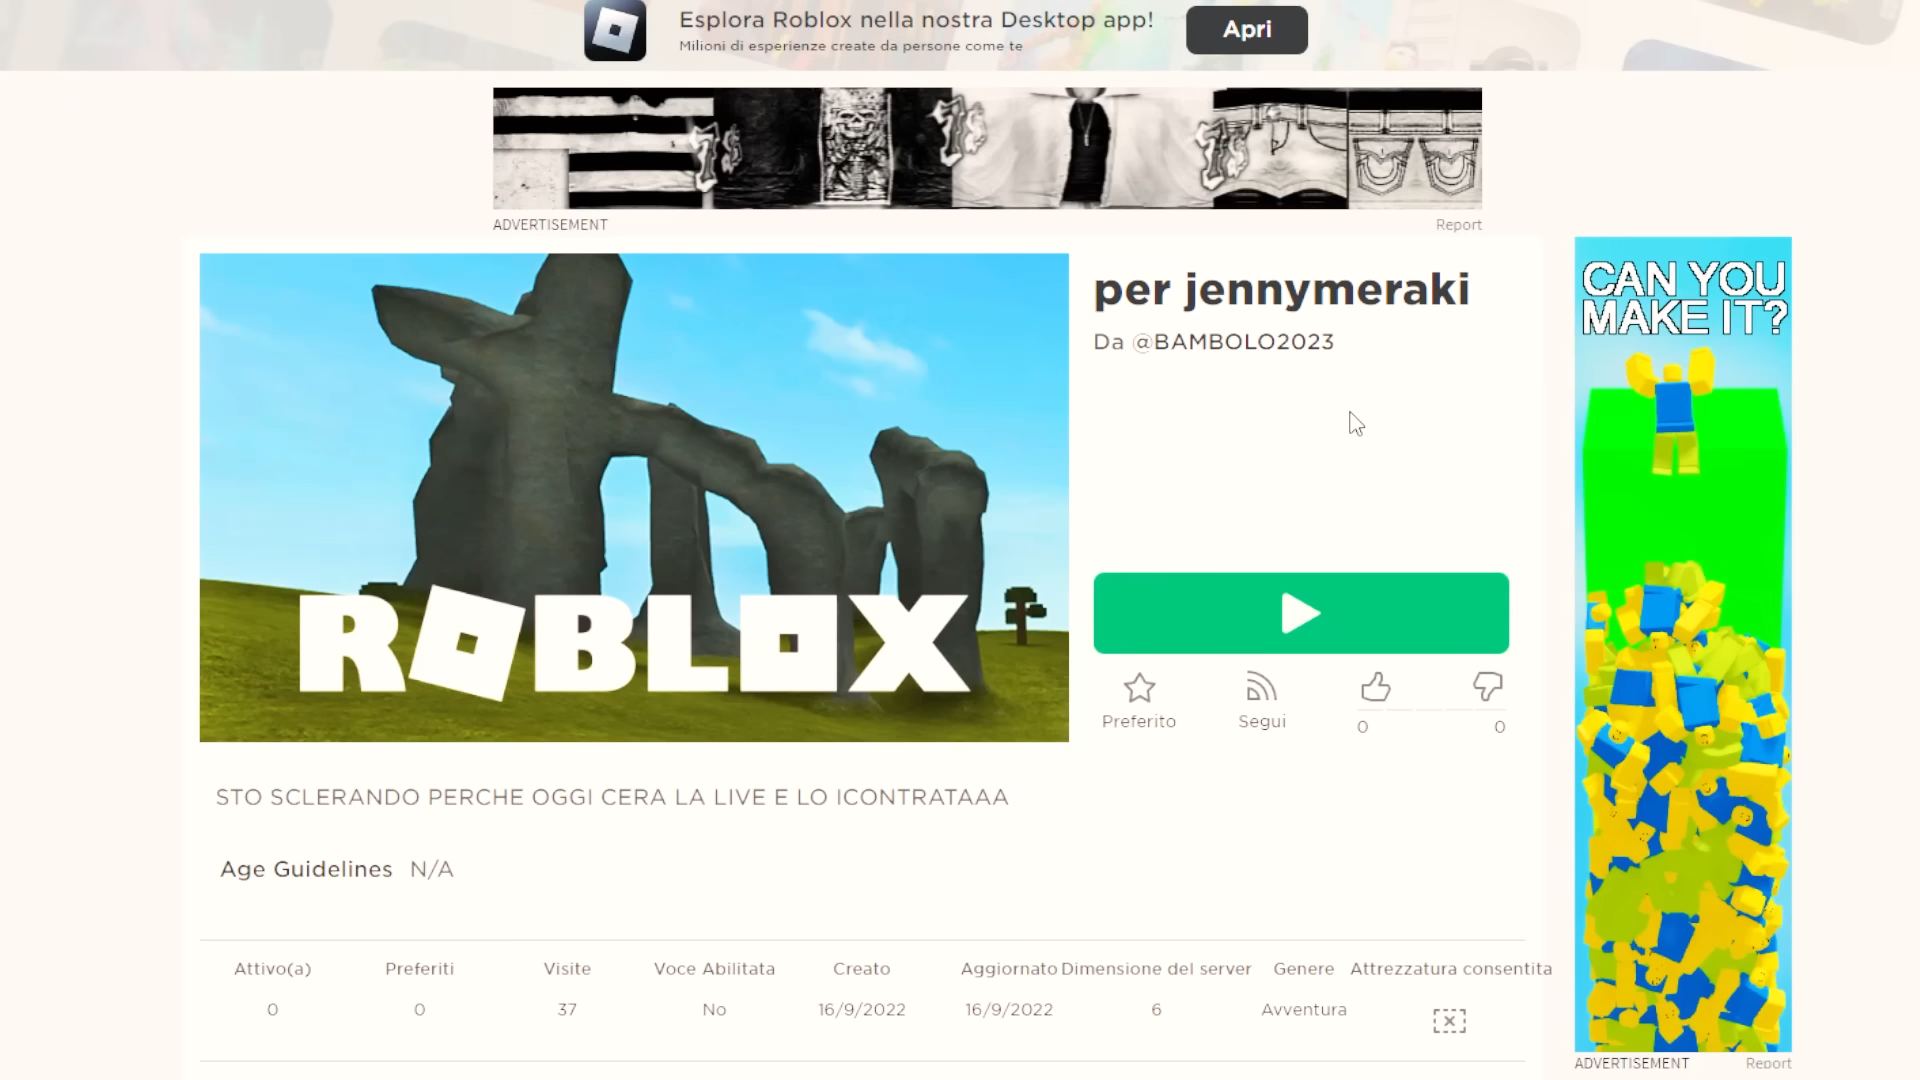 Esplora Roblox nella nostra Desktop app!
Milioni di esperienze create da persone come te
Apri
ADVERTISEMENT
Report
per jennymeraki
Da @BAMBOLO2023
CAN YOU
MAKE IT?
ROBLOX
Preferito
Segui
0
0
STO SCLERANDO PERCHE OGGI CERA LA LIVE E LO ICONTRATAAA
Age Guidelines N/A
Attivo(a) Preferiti Visite Voce Abilitata Creato Aggiornato Dimensione del server Genere Attrezzatura consentita
0 0 37 No 16/9/2022 16/9/2022 6 Avventura
ADVERTISEMENT
Report